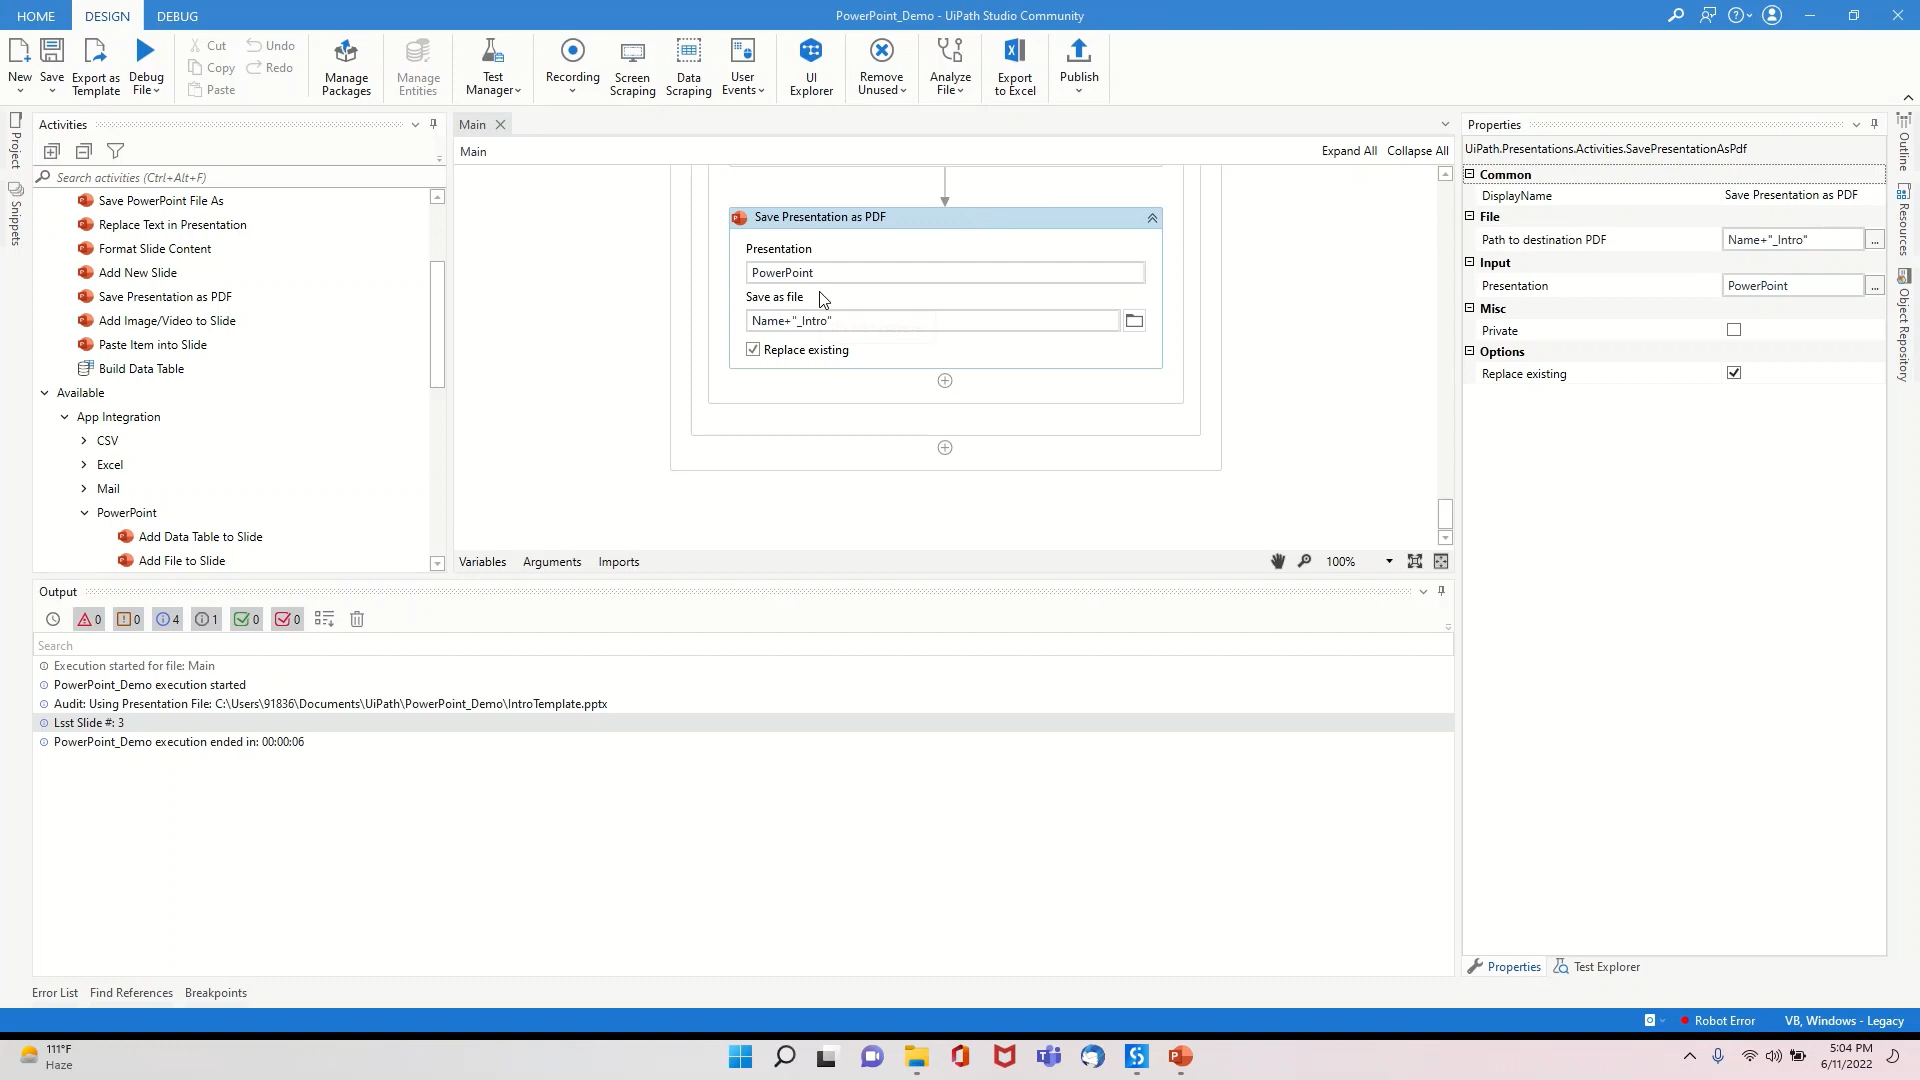 HOME DESIGN DEBUG PowerPoint_Demo - UiPath Studio Community
New Save Export as Template Debug File
Cut Copy Paste Undo Redo
Manage Packages
Manage Entities
Test Manager
Recording
Screen Scraping
Data Scraping
User Events
UI Explorer
Remove Unused
Analyze File
Export to Excel
Publish
Project
Snippets
Activities
Search activities (Ctrl+Alt+F)
Save PowerPoint File As
Replace Text in Presentation
Format Slide Content
Add New Slide
Save Presentation as PDF
Add Image/Video to Slide
Paste Item into Slide
Build Data Table
Available
App Integration
CSV
Excel
Mail
PowerPoint
Add Data Table to Slide
Add File to Slide
Main
Main Expand All Collapse All
Save Presentation as PDF
Presentation
PowerPoint
Save as file
Name+"_Intro"
Replace existing
Variables Arguments Imports 100%
Properties
UiPath.Presentations.Activities.SavePresentationAsPdf
Common
DisplayName Save Presentation as PDF
File
Path to destination PDF Name+"_Intro" ...
Input
Presentation PowerPoint ...
Misc
Private
Options
Replace existing
Properties Test Explorer
Outline
Resources
Object Repository
Output
0 0 4 1 0 0
Search
Execution started for file: Main
PowerPoint_Demo execution started
Audit: Using Presentation File: C:\Users\91836\Documents\UiPath\PowerPoint_Demo\IntroTemplate.pptx
Lsst Slide #: 3
PowerPoint_Demo execution ended in: 00:00:06
Error List Find References Breakpoints
Robot Error VB, Windows - Legacy
111°F
Haze
5:04 PM
6/11/2022